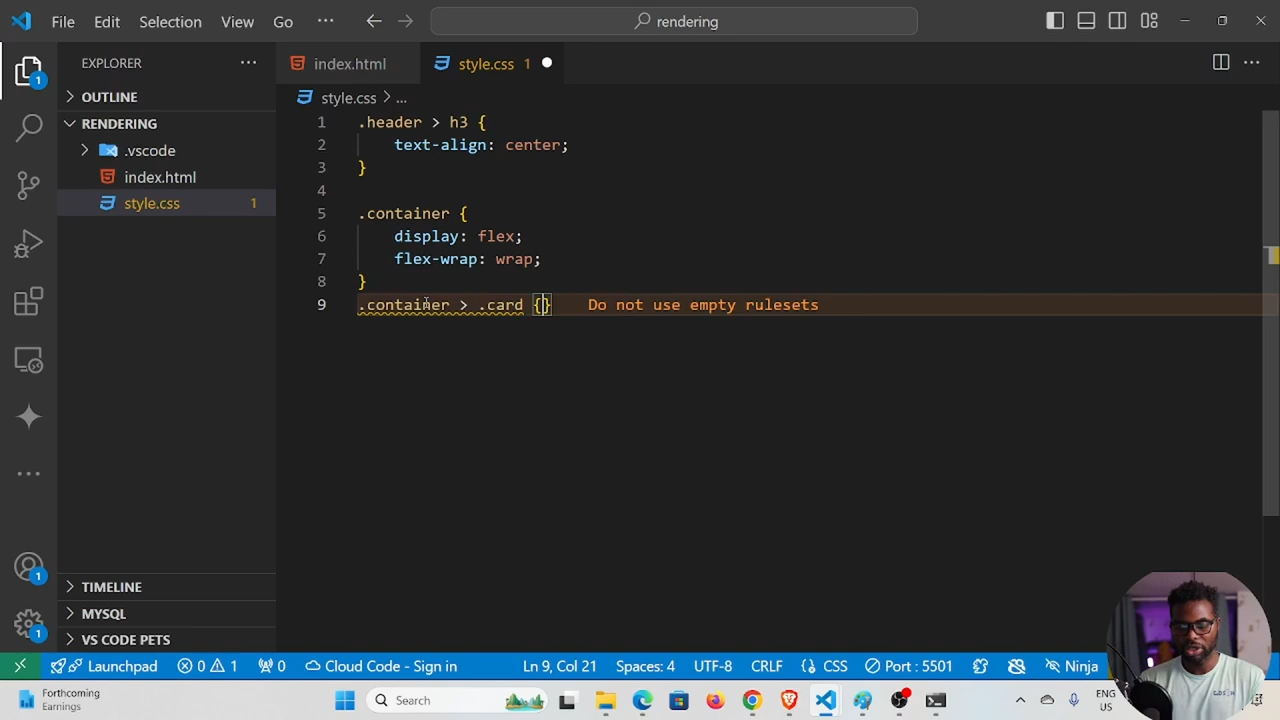 File Edit Selection View Go ... rendering
EXPLORER ... index.html style.css 1
OUTLINE style.css > ...
RENDERING
.vscode
index.html
style.css 1
1 .header > h3 {
2 text-align: center;
3 }
4
5 .container {
6 display: flex;
7 flex-wrap: wrap;
8 }
9 .container > .card {} Do not use empty rulesets
1
1
1
TIMELINE
MYSQL
VS CODE PETS
Launchpad 0 1 0 Cloud Code - Sign in Ln 9, Col 21 Spaces: 4 UTF-8 CRLF {} CSS Port : 5501 Ninja
Forthcoming
Earnings
Search
ENG
US